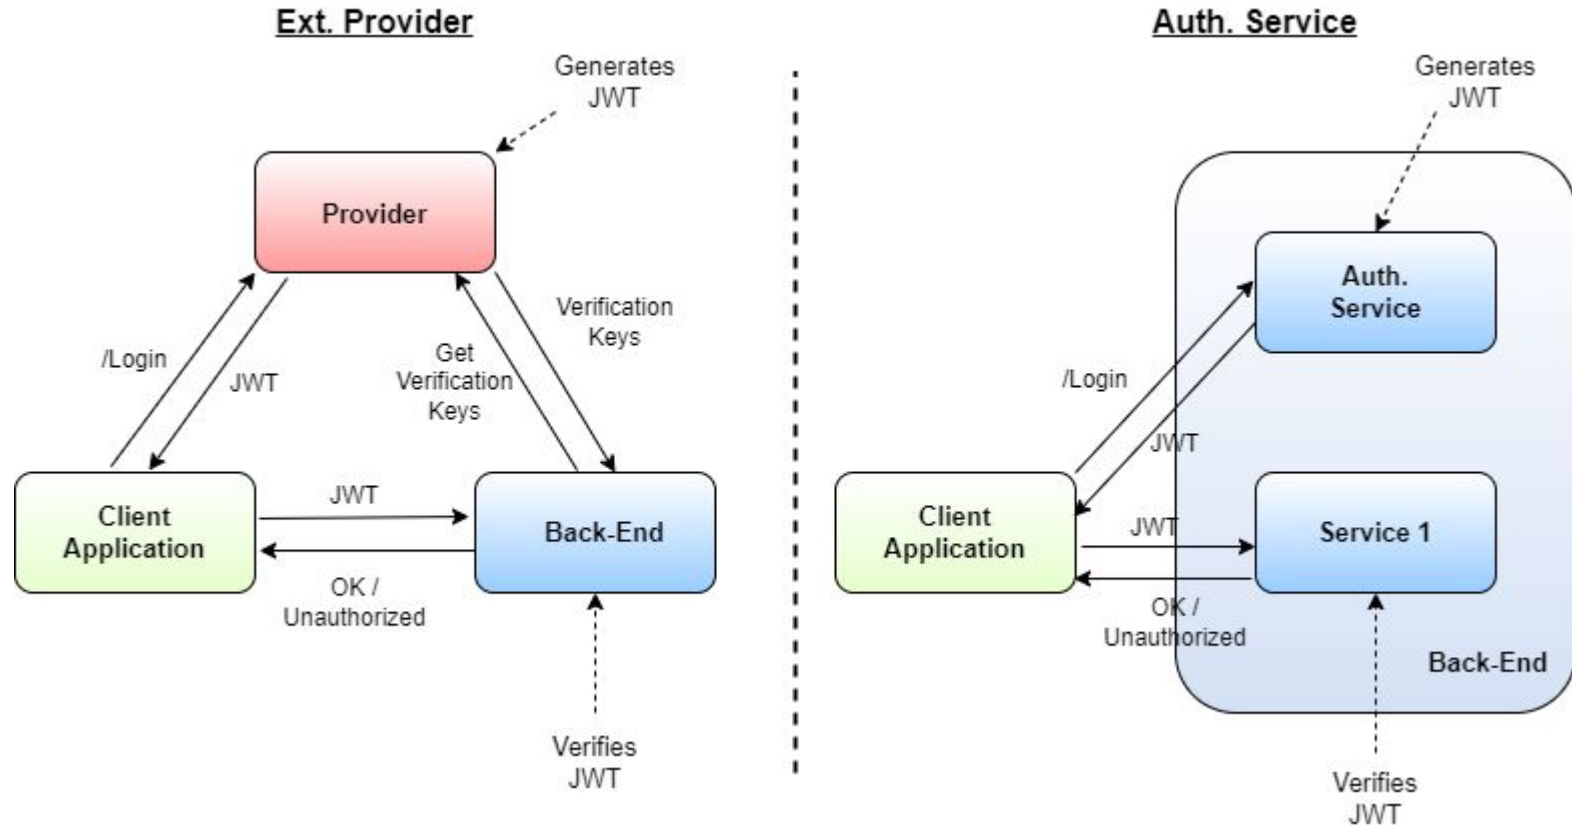 Ext. Provider
Generates
JWT
Provider
/Login
JWT
Get
Verification
Keys
Verification
Keys
Client
Application
JWT
OK /
Unauthorized
Back-End
Verifies
JWT
Auth. Service
Generates
JWT
Auth.
Service
/Login
JWT
Client
Application
JWT
OK /
Unauthorized
Service 1
Back-End
Verifies
JWT